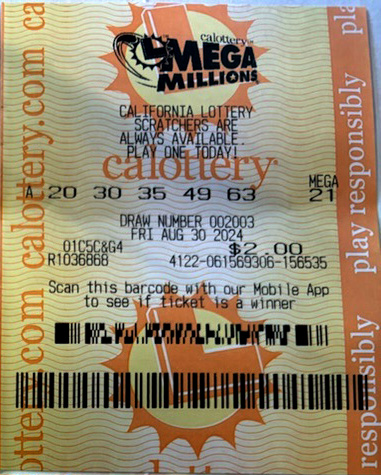 calottery
MEGA
MILLIONS
CALIFORNIA LOTTERY
SCRATCHERS ARE
ALWAYS AVAILABLE.
PLAY ONE TODAY!
calottery
MEGA
A 20 30 35 49 63 21
DRAW NUMBER 002003
FRI AUG 30 2024
01C5C&G4 $2.00
R1036868 4122-061569306-156535
Scan this barcode with our Mobile App
to see if ticket is a winner
calottery.com calottery.com
play responsibly